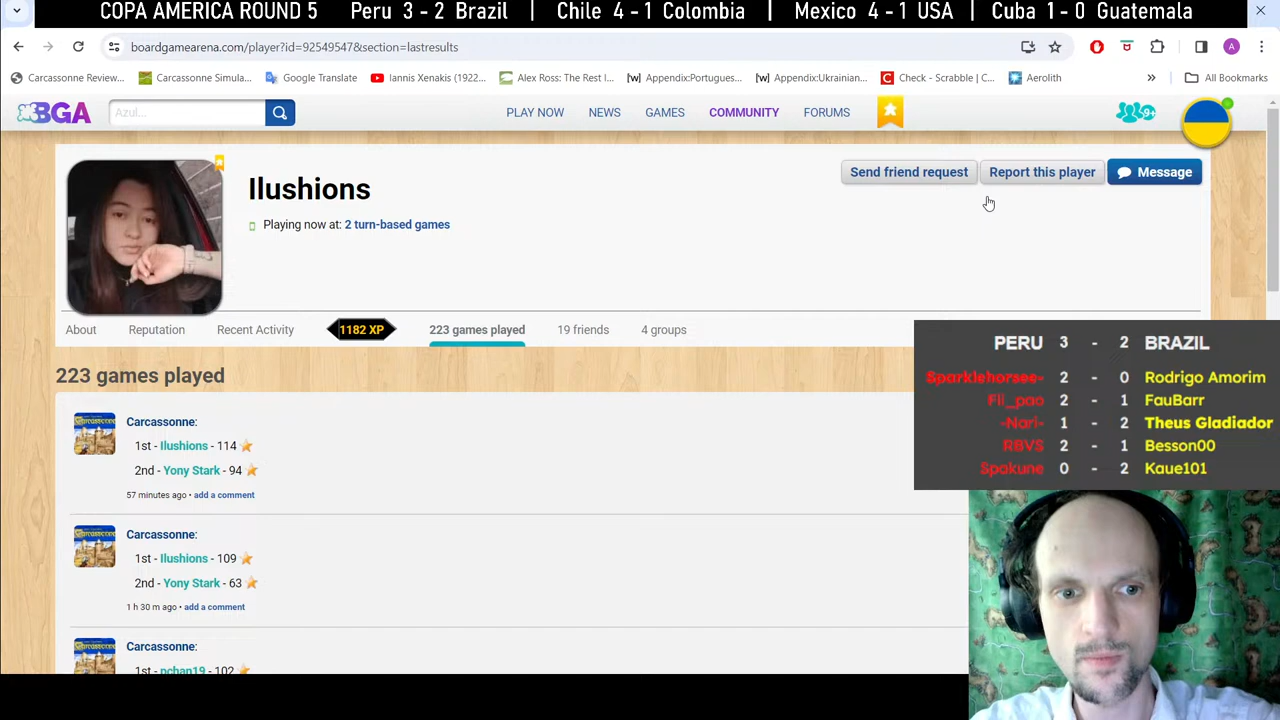 COPA AMERICA ROUND 5 Peru 3 - 2 Brazil | Chile 4 - 1 Colombia | Mexico 4 - 1 USA | Cuba 1 - 0 Guatemala
boardgamearena.com/player?id=92549547&section=lastresults
Carcassonne Review... Carcassonne Simula... Google Translate Iannis Xenakis (1922... Alex Ross: The Rest I... [w] Appendix:Portugues... [w] Appendix:Ukrainian... C Check - Scrabble | C... Aerolith » All Bookmarks
BGA Azul... PLAY NOW NEWS GAMES COMMUNITY FORUMS 9+
Ilushions
Send friend request Report this player Message
Playing now at: 2 turn-based games
About Reputation Recent Activity 1182 XP 223 games played 19 friends 4 groups
223 games played
Carcassonne:
1st - Ilushions - 114
2nd - Yony Stark - 94
57 minutes ago • add a comment
Carcassonne:
1st - Ilushions - 109
2nd - Yony Stark - 63
1 h 30 m ago • add a comment
Carcassonne:
1st - pchan19 - 102
PERU 3 - 2 BRAZIL
Sparklehorsee- 2 - 0 Rodrigo Amorim
Fli_pao 2 - 1 FauBarr
-Nari- 1 - 2 Theus Gladiador
RBVS 2 - 1 Besson00
Spokune 0 - 2 Kaue101